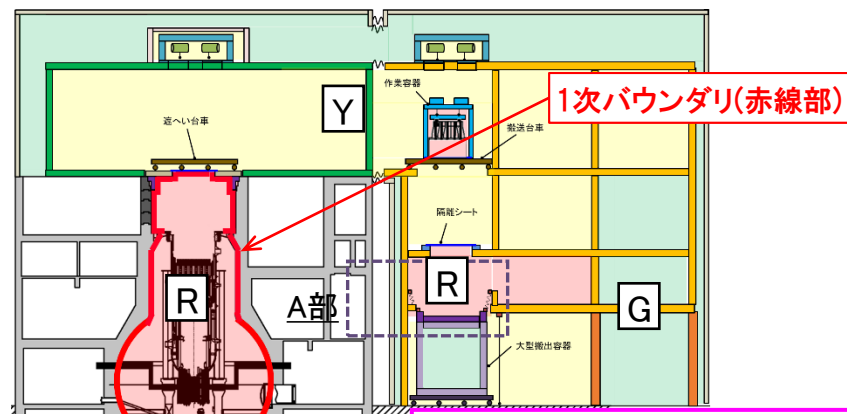 作業容器
1次バウンダリ(赤線部)
Y
遮へい台車
搬送台車
隔離シート
R
R
A部
G
大型搬出容器